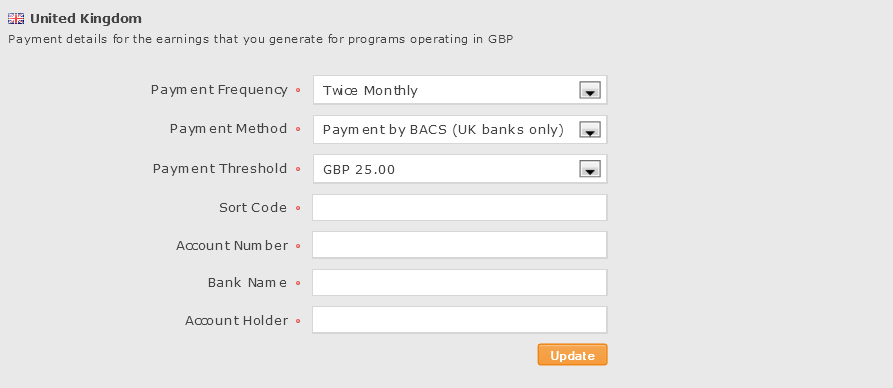 United Kingdom
Payment details for the earnings that you generate for programs operating in GBP
Payment Frequency Twice Monthly
Payment Method Payment by BACS (UK banks only)
Payment Threshold GBP 25.00
Sort Code
Account Number
Bank Name
Account Holder
Update